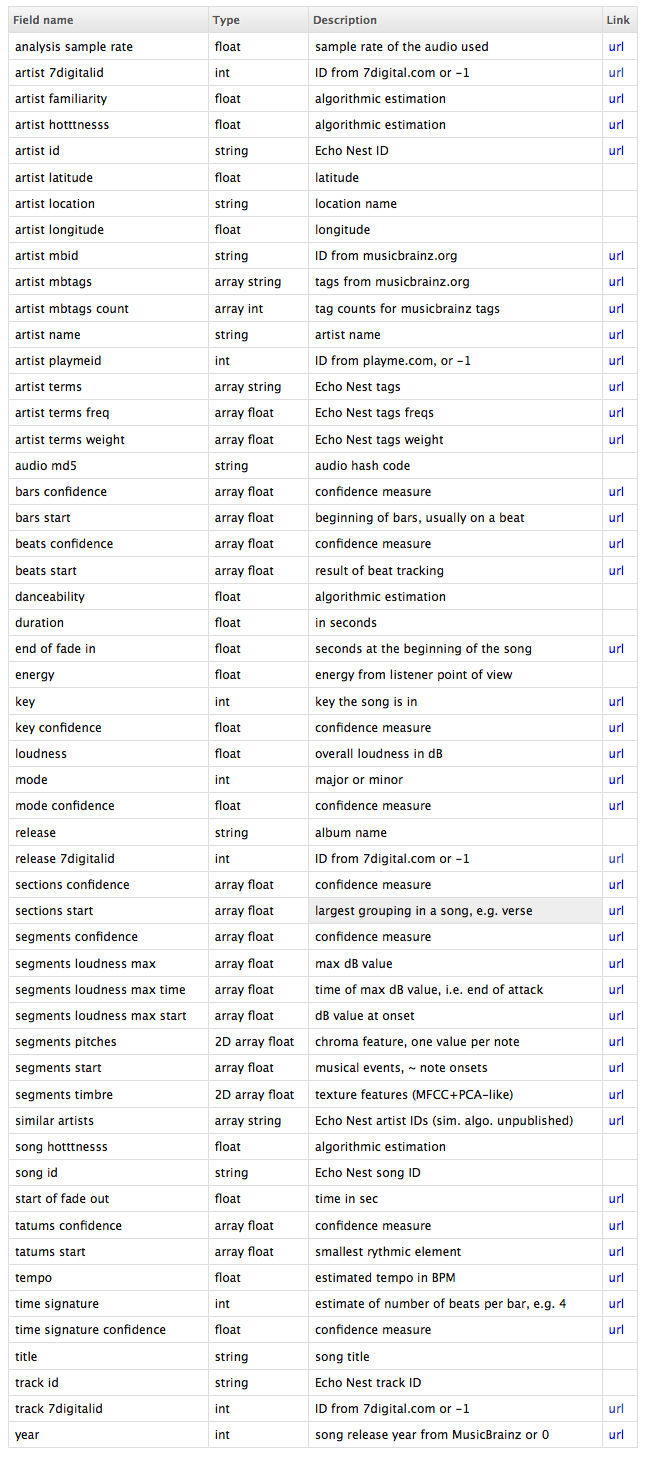 Field name Type Description Link
analysis sample rate float sample rate of the audio used url
artist 7digitalid int ID from 7digital.com or -1 url
artist familiarity float algorithmic estimation url
artist hotttnesss float algorithmic estimation url
artist id string Echo Nest ID url
artist latitude float latitude
artist location string location name
artist longitude float longitude
artist mbid string ID from musicbrainz.org url
artist mbtags array string tags from musicbrainz.org url
artist mbtags count array int tag counts for musicbrainz tags url
artist name string artist name url
artist playmeid int ID from playme.com, or -1 url
artist terms array string Echo Nest tags url
artist terms freq array float Echo Nest tags freqs url
artist terms weight array float Echo Nest tags weight url
audio md5 string audio hash code
bars confidence array float confidence measure url
bars start array float beginning of bars, usually on a beat url
beats confidence array float confidence measure url
beats start array float result of beat tracking url
danceability float algorithmic estimation
duration float in seconds
end of fade in float seconds at the beginning of the song url
energy float energy from listener point of view
key int key the song is in url
key confidence float confidence measure url
loudness float overall loudness in dB url
mode int major or minor url
mode confidence float confidence measure url
release string album name
release 7digitalid int ID from 7digital.com or -1 url
sections confidence array float confidence measure url
sections start array float largest grouping in a song, e.g. verse url
segments confidence array float confidence measure url
segments loudness max array float max dB value url
segments loudness max time array float time of max dB value, i.e. end of attack url
segments loudness max start array float dB value at onset url
segments pitches 2D array float chroma feature, one value per note url
segments start array float musical events, ~ note onsets url
segments timbre 2D array float texture features (MFCC+PCA-like) url
similar artists array string Echo Nest artist IDs (sim. algo. unpublished) url
song hotttnesss float algorithmic estimation
song id string Echo Nest song ID
start of fade out float time in sec url
tatums confidence array float confidence measure url
tatums start array float smallest rythmic element url
tempo float estimated tempo in BPM url
time signature int estimate of number of beats per bar, e.g. 4 url
time signature confidence float confidence measure url
title string song title
track id string Echo Nest track ID
track 7digitalid int ID from 7digital.com or -1 url
year int song release year from MusicBrainz or 0 url